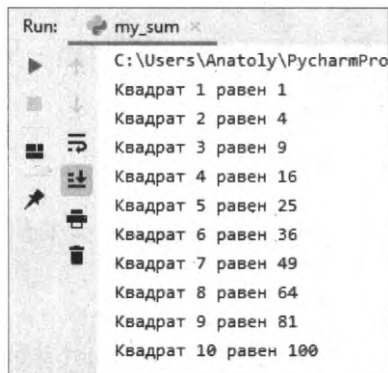 Run: my_sum
C:\Users\Anatoly\PycharmPro
Квадрат 1 равен 1
Квадрат 2 равен 4
Квадрат 3 равен 9
Квадрат 4 равен 16
Квадрат 5 равен 25
Квадрат 6 равен 36
Квадрат 7 равен 49
Квадрат 8 равен 64
Квадрат 9 равен 81
Квадрат 10 равен 100